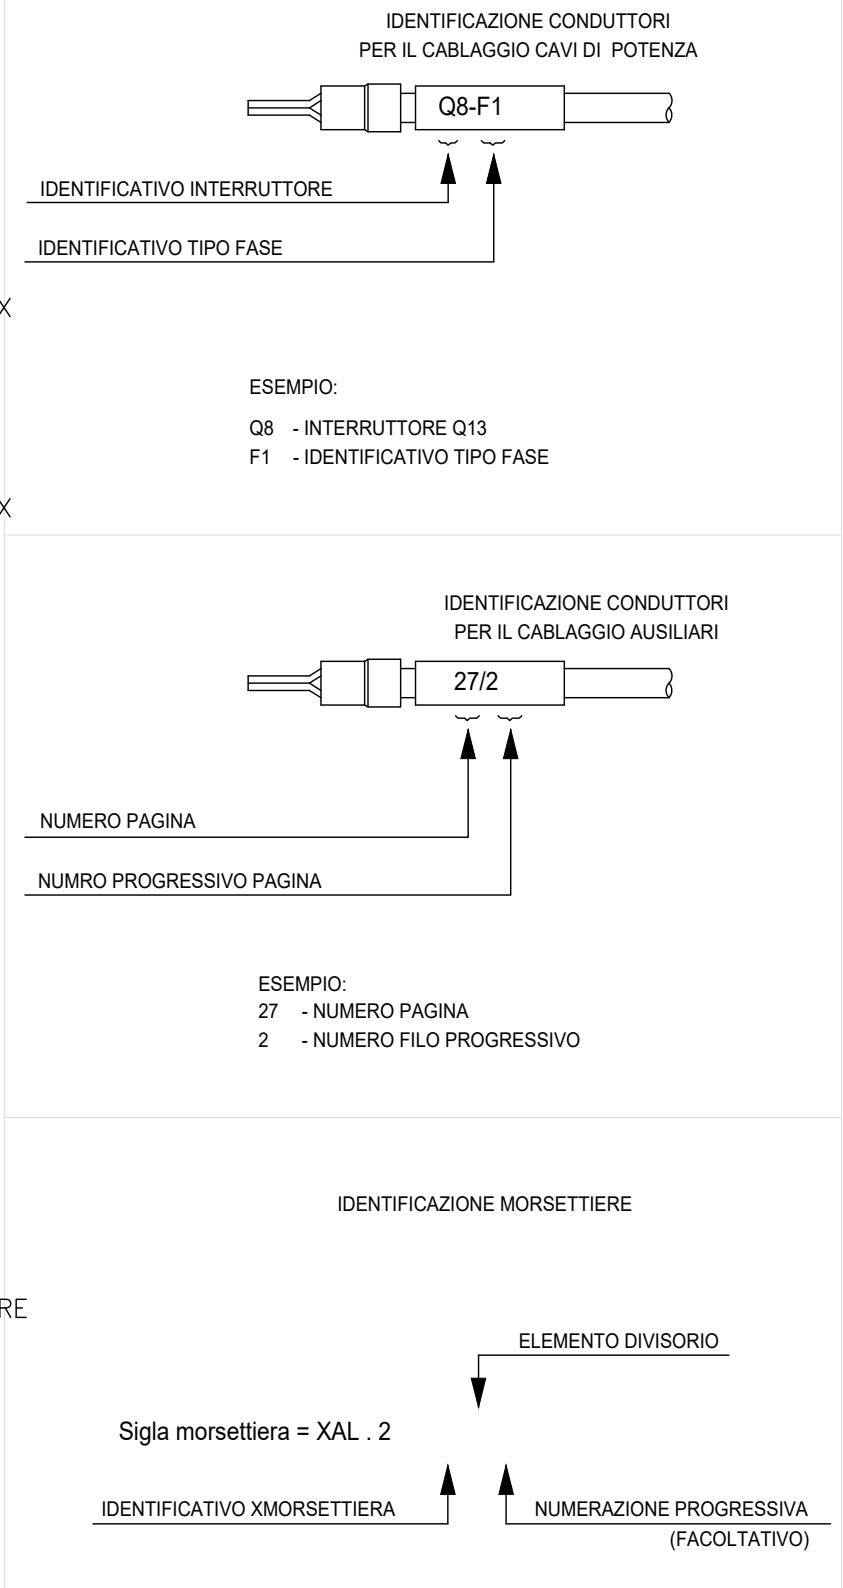 IDENTIFICAZIONE CONDUTTORI
PER IL CABLAGGIO CAVI DI POTENZA
Q8-F1
IDENTIFICATIVO INTERRUTTORE
IDENTIFICATIVO TIPO FASE
X
ESEMPIO:
Q8 - INTERRUTTORE Q13
F1 - IDENTIFICATIVO TIPO FASE
X
IDENTIFICAZIONE CONDUTTORI
PER IL CABLAGGIO AUSILIARI
27/2
NUMERO PAGINA
NUMRO PROGRESSIVO PAGINA
ESEMPIO:
27 - NUMERO PAGINA
2 - NUMERO FILO PROGRESSIVO
IDENTIFICAZIONE MORSETTIERE
RE
ELEMENTO DIVISORIO
Sigla morsettiera = XAL . 2
IDENTIFICATIVO XMORSETTIERA
NUMERAZIONE PROGRESSIVA
(FACOLTATIVO)